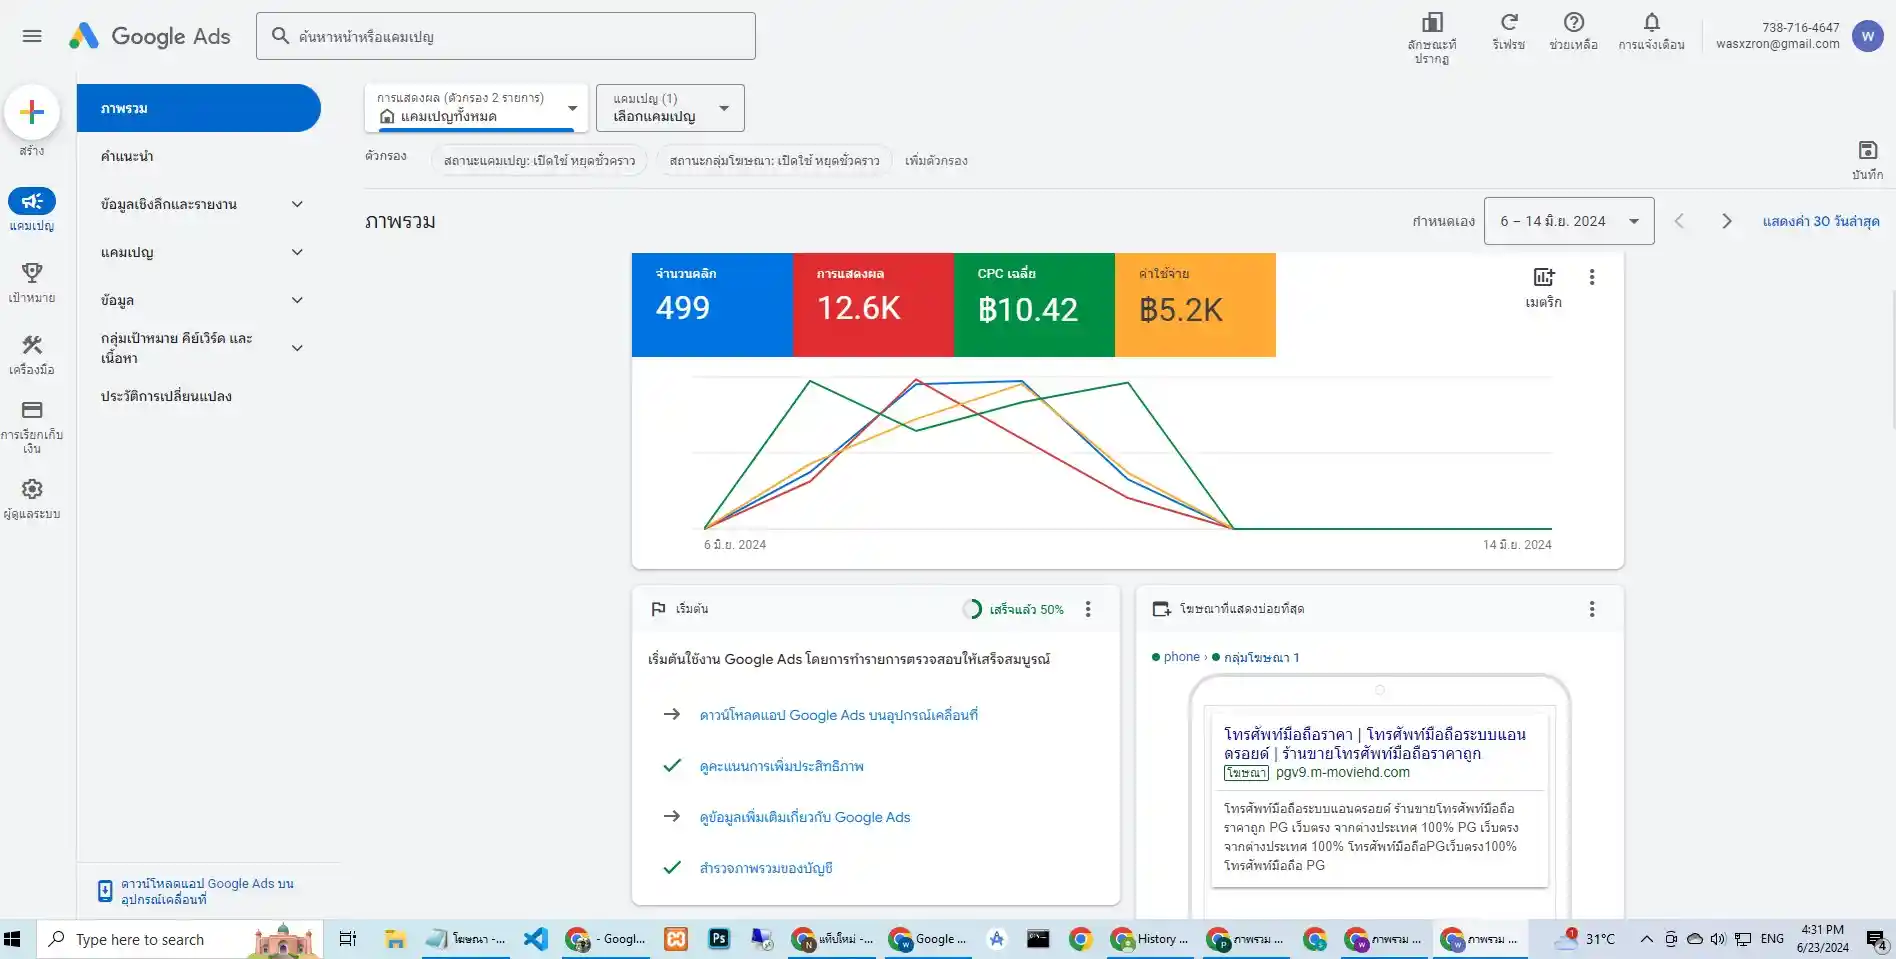 Google Ads
ค้นหาหน้าหรือแคมเปญ
ลักษณะที่
ปรากฏ
รีเฟรช
ช่วยเหลือ
การแจ้งเตือน
738-716-4647
wasxzron@gmail.com
W
สร้าง
แคมเปญ
เป้าหมาย
เครื่องมือ
การเรียกเก็บ
เงิน
ผู้ดูแลระบบ
ภาพรวม
คำแนะนำ
ข้อมูลเชิงลึกและรายงาน
แคมเปญ
ข้อมูล
กลุ่มเป้าหมาย คีย์เวิร์ด และ
เนื้อหา
ประวัติการเปลี่ยนแปลง
ดาวน์โหลดแอป Google Ads บน
อุปกรณ์เคลื่อนที่
การแสดงผล (ตัวกรอง 2 รายการ)
แคมเปญทั้งหมด
แคมเปญ (1)
เลือกแคมเปญ
ตัวกรอง
สถานะแคมเปญ: เปิดใช้ หยุดชั่วคราว
สถานะกลุ่มโฆษณา: เปิดใช้ หยุดชั่วคราว
เพิ่มตัวกรอง
บันทึก
ภาพรวม
กำหนดเอง
6 – 14 มิ.ย. 2024
แสดงค่า 30 วันล่าสุด
จำนวนคลิก
499
การแสดงผล
12.6K
CPC เฉลี่ย
฿10.42
ค่าใช้จ่าย
฿5.2K
เมตริก
6 มิ.ย. 2024
14 มิ.ย. 2024
เริ่มต้น
เสร็จแล้ว 50%
เริ่มต้นใช้งาน Google Ads โดยการทำรายการตรวจสอบให้เสร็จสมบูรณ์
ดาวน์โหลดแอป Google Ads บนอุปกรณ์เคลื่อนที่
ดูคะแนนการเพิ่มประสิทธิภาพ
ดูข้อมูลเพิ่มเติมเกี่ยวกับ Google Ads
สำรวจภาพรวมของบัญชี
โฆษณาที่แสดงบ่อยที่สุด
phone › กลุ่มโฆษณา 1
โทรศัพท์มือถือราคา | โทรศัพท์มือถือระบบแอน
ดรอยด์ | ร้านขายโทรศัพท์มือถือราคาถูก
โฆษณา pgv9.m-moviehd.com
โทรศัพท์มือถือระบบแอนดรอยด์ ร้านขายโทรศัพท์มือถือ
ราคาถูก PG เว็บตรง จากต่างประเทศ 100% PG เว็บตรง
จากต่างประเทศ 100% โทรศัพท์มือถือPGเว็บตรง100%
โทรศัพท์มือถือ PG
Type here to search
โฆษณา -...
- Googl...
Ps
แท็บใหม่ -...
Google ...
History ...
ภาพรวม ...
ภาพรวม ...
ภาพรวม ...
1
31°C
ENG
4:31 PM
6/23/2024
4